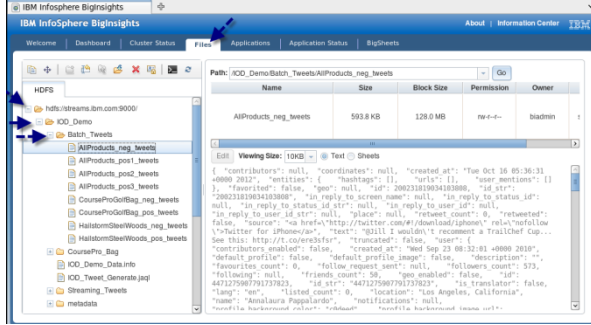 IBM Infosphere BigInsights
IBM InfoSphere BigInsights
About | Information Center
IBM
Welcome
Dashboard
Cluster Status
Files
Applications
Application Status
BigSheets
HDFS
hdfs://streams.ibm.com:9000/
IOD_Demo
Batch_Tweets
AllProducts_neg_tweets
AllProducts_pos1_tweets
AllProducts_pos2_tweets
AllProducts_pos3_tweets
CourseProGolfBag_neg_tweets
CourseProGolfBag_pos_tweets
HailstormSteelWoods_neg_tweets
HailstormSteelWoods_pos_tweets
CoursePro_Bag
IOD_Demo_Data.info
IOD_Tweet_Generate.jaql
Streaming_Tweets
metadata
Path: /IOD_Demo/Batch_Tweets/AllProducts_neg_tweets
Go
Name Size Block Size Permission Owner
AllProducts_neg_tweets 593.8 KB 128.0 MB rw-r--r-- biadmin
Edit Viewing Size: 10KB Text Sheets
{ "contributors": null, "coordinates": null, "created_at": "Tue Oct 16 05:36:31
+0000 2012", "entities": { "hashtags": [], "urls": [], "user_mentions": []
}, "favorited": false, "geo": null, "id": 200231819034103808, "id_str":
"200231819034103808", "in_reply_to_screen_name": null, "in_reply_to_status_id":
null, "in_reply_to_status_id_str": null, "in_reply_to_user_id": null,
"in_reply_to_user_id_str": null, "place": null, "retweet_count": 0, "retweeted":
false, "source": "<a href=\"http://twitter.com/#!/download/iphone\" rel=\"nofollow
\">Twitter for iPhone</a>", "text": "@Jill I wouldn\'t recommend a TrailChef Cup...
See this: http://t.co/ere3sfsr", "truncated": false, "user": {
"contributors_enabled": false, "created_at": "Wed Sep 23 08:32:01 +0000 2010",
"default_profile": false, "default_profile_image": false, "description": "",
"favourites_count": 0, "follow_request_sent": null, "followers_count": 573,
"following": null, "friends_count": 50, "geo_enabled": false, "id":
4471275907791737823, "id_str": "4471275907791737823", "is_translator": false,
"lang": "en", "listed_count": 0, "location": "Los Angeles, California",
"name": "Annalaura Pappalardo", "notifications": null,